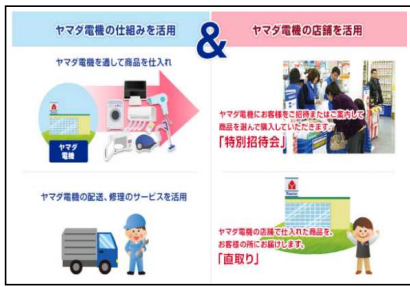 ヤマダ電機の仕組みを活用
&
ヤマダ電機の店舗を活用
ヤマダ電機を通して商品を仕入れ
ヤマダ
電機
ヤマダ電機にお客様をご招待またはご案内して
商品を選んで購入していただきます。
「特別招待会」
ヤマダ電機の配送、修理のサービスを活用
ヤマダ電機の店舗で仕入れた商品を、
お客様の所にお届けします。
「直取り」